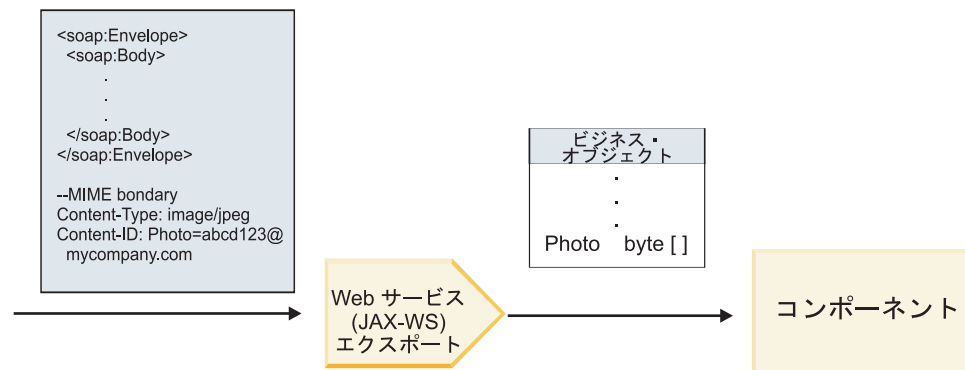 <soap:Envelope>
<soap:Body>
.
.
.
</soap:Body>
</soap:Envelope>
--MIME bondary
Content-Type: image/jpeg
Content-ID: Photo=abcd123@
mycompany.com
ビジネス・
オブジェクト
.
.
.
Photo byte [ ]
Web サービス
(JAX-WS)
エクスポート
コンポーネント